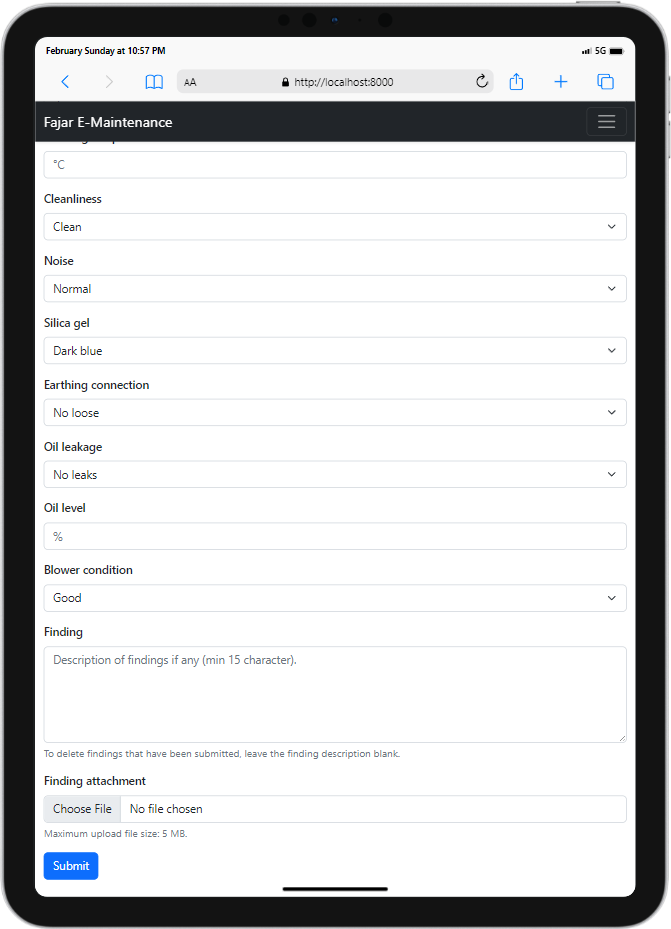 February Sunday at 10:57 PM
5G
AA
http://localhost:8000
Fajar E-Maintenance
°C
Cleanliness
Clean
Noise
Normal
Silica gel
Dark blue
Earthing connection
No loose
Oil leakage
No leaks
Oil level
%
Blower condition
Good
Finding
Description of findings if any (min 15 character).
To delete findings that have been submitted, leave the finding description blank.
Finding attachment
Choose File No file chosen
Maximum upload file size: 5 MB.
Submit